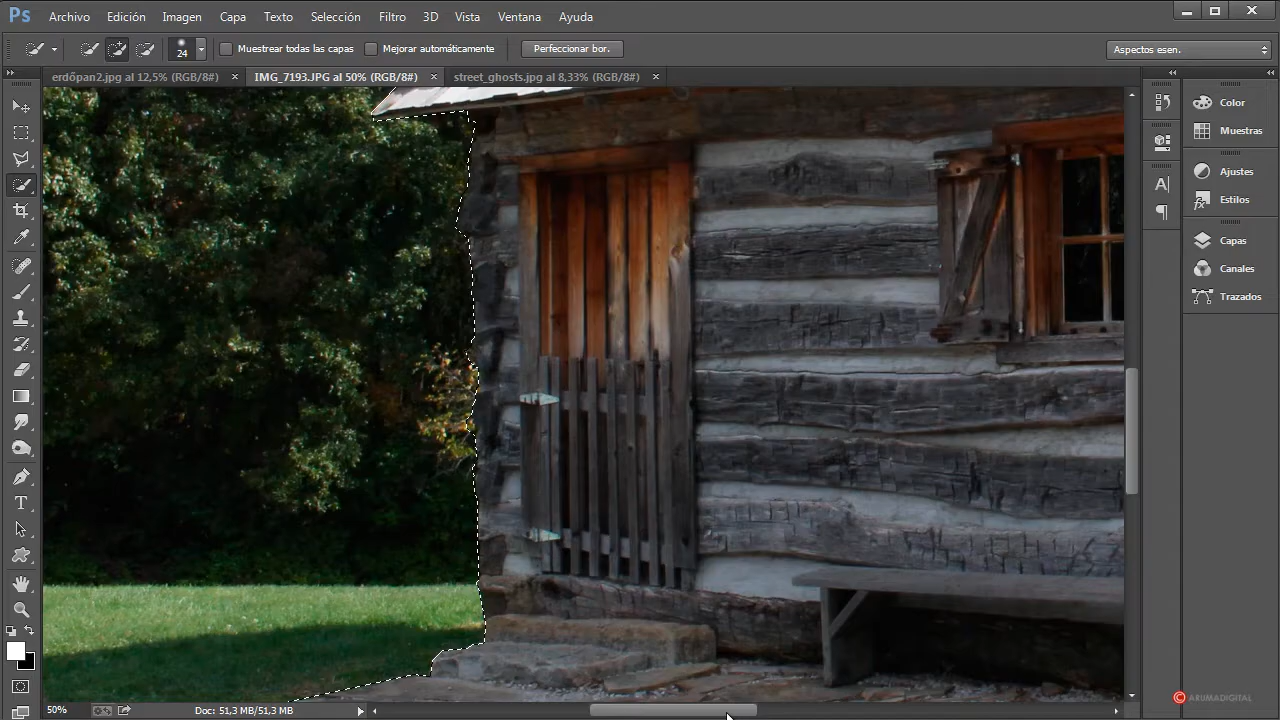 Ps Archivo Edición Imagen Capa Texto Selección Filtro 3D Vista Ventana Ayuda
24 Muestrear todas las capas Mejorar automáticamente Perfeccionar bor. Aspectos esen.
erdőpan2.jpg al 12,5% (RGB/8#) × IMG_7193.JPG al 50% (RGB/8#) × street_ghosts.jpg al 8,33% (RGB/8#) ×
Color
Muestras
Ajustes
Estilos
Capas
Canales
Trazados
© ARUMADIGITAL
50% Doc: 51,3 MB/51,3 MB